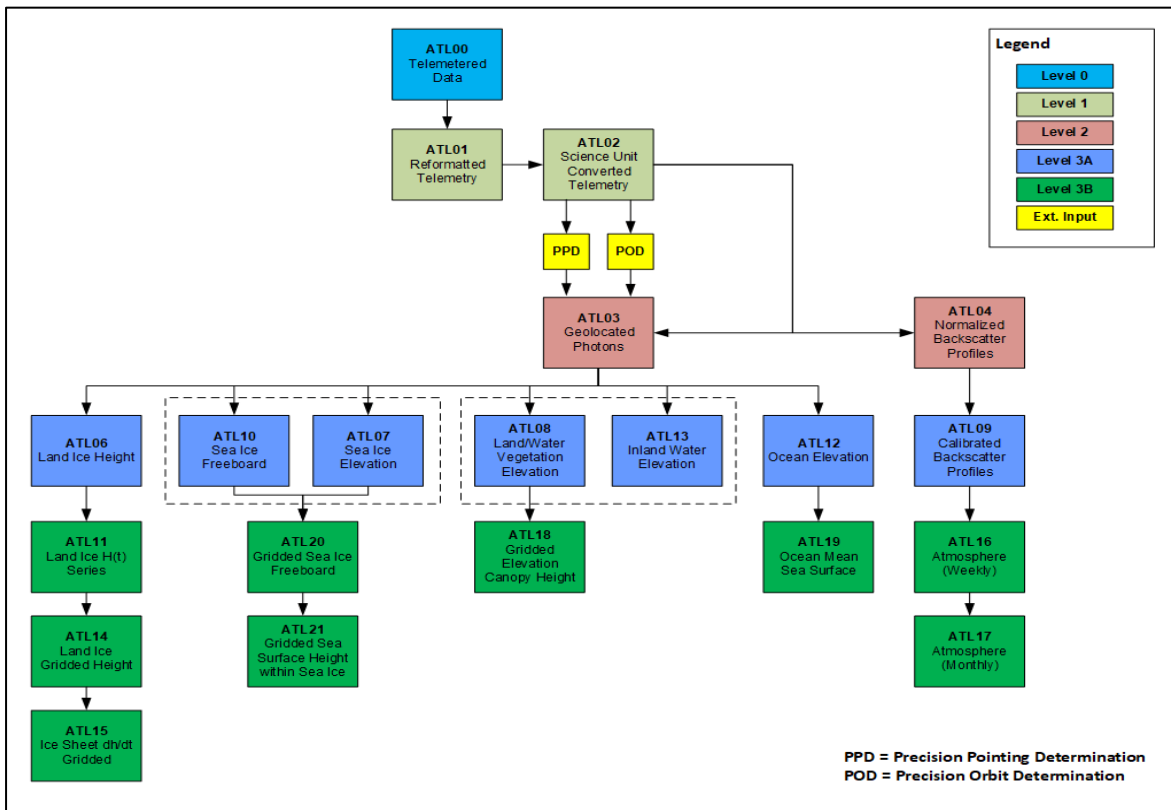 ATL00
Telemetered
Data
Legend
Level 0
Level 1
Level 2
Level 3A
Level 3B
Ext. Input
ATL01
Reformatted
Telemetry
ATL02
Science Unit
Converted
Telemetry
PPD
POD
ATL03
Geolocated
Photons
ATL04
Normalized
Backscatter
Profiles
ATL06
Land Ice Height
ATL10
Sea Ice
Freeboard
ATL07
Sea Ice
Elevation
ATL08
Land/Water
Vegetation
Elevation
ATL13
Inland Water
Elevation
ATL12
Ocean Elevation
ATL09
Calibrated
Backscatter
Profiles
ATL11
Land Ice H(t)
Series
ATL20
Gridded Sea Ice
Freeboard
ATL18
Gridded
Elevation
Canopy Height
ATL19
Ocean Mean
Sea Surface
ATL16
Atmosphere
(Weekly)
ATL14
Land Ice
Gridded Height
ATL21
Gridded Sea
Surface Height
within Sea Ice
ATL17
Atmosphere
(Monthly)
ATL15
Ice Sheet dh/dt
Gridded
PPD = Precision Pointing Determination
POD = Precision Orbit Determination